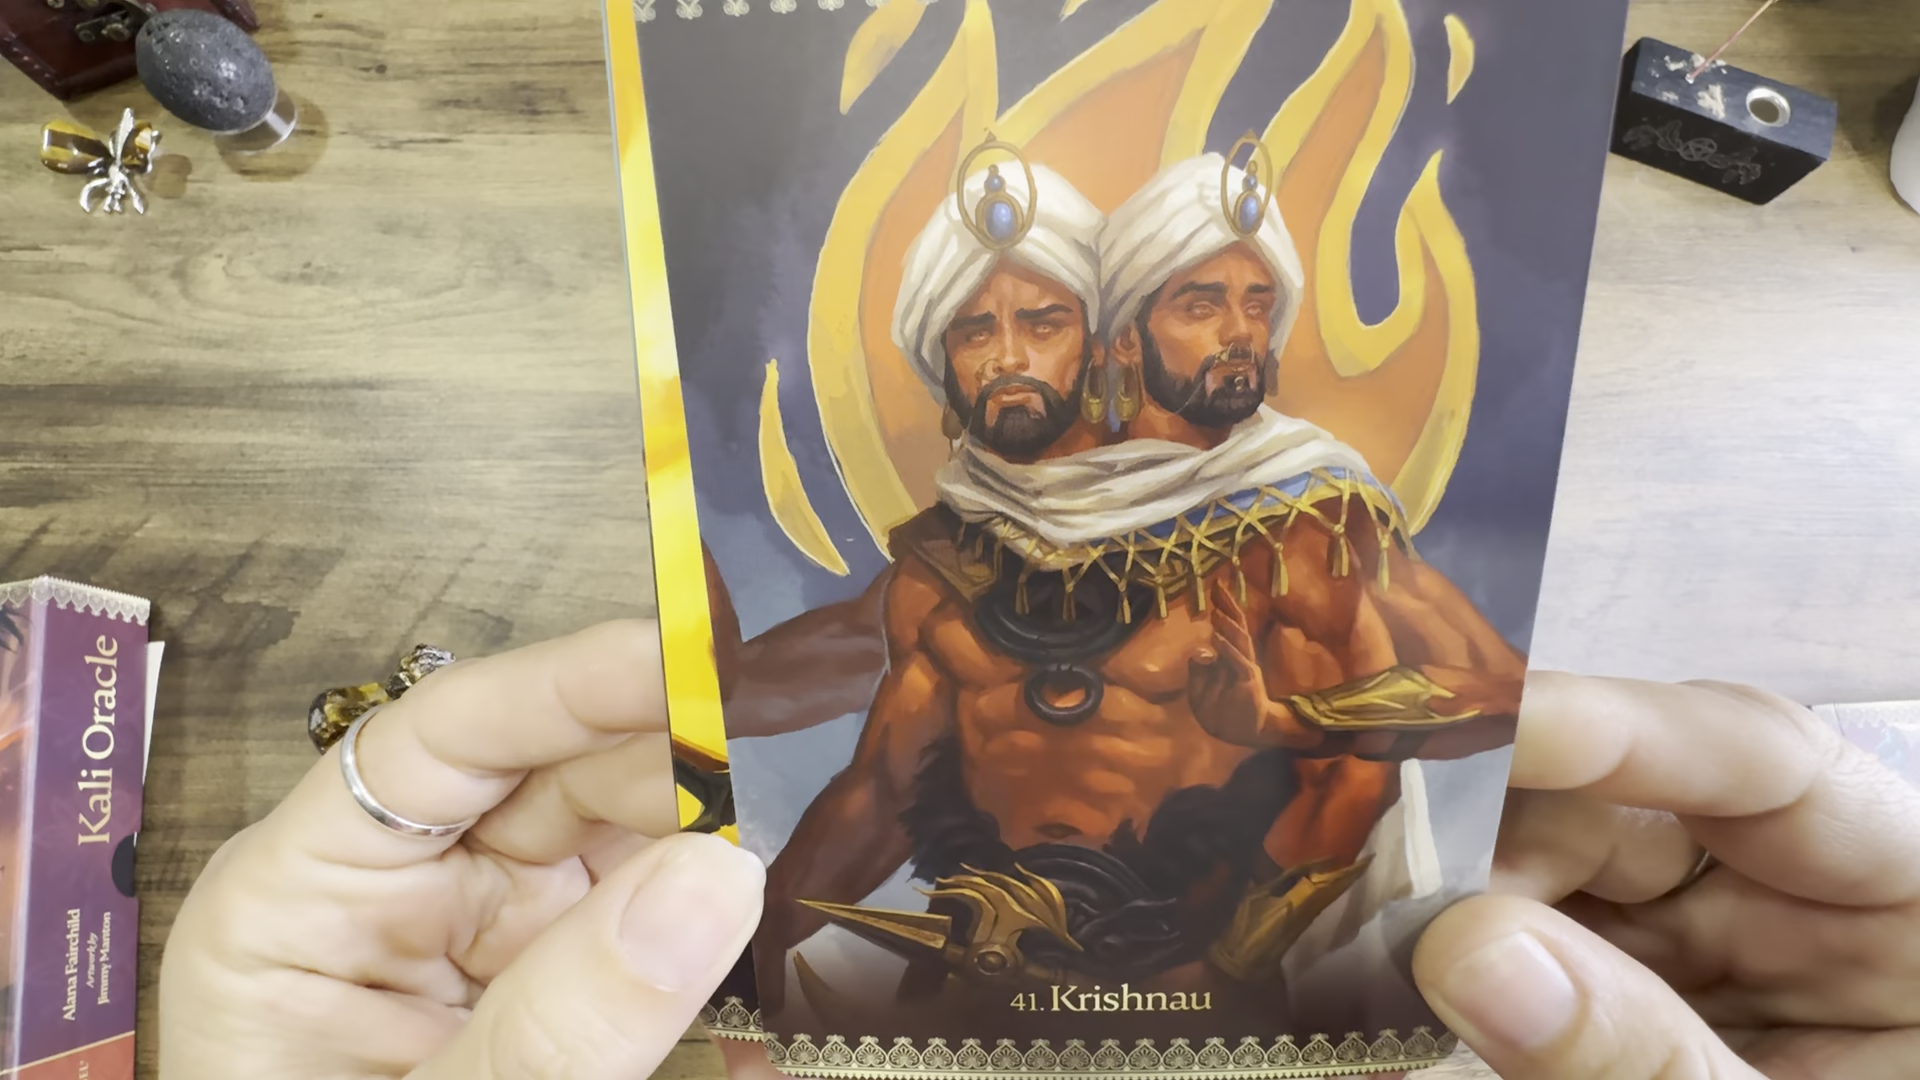 41. Krishnau
Kali Oracle
Alana Fairchild
Artwork by
Jimmy Manton